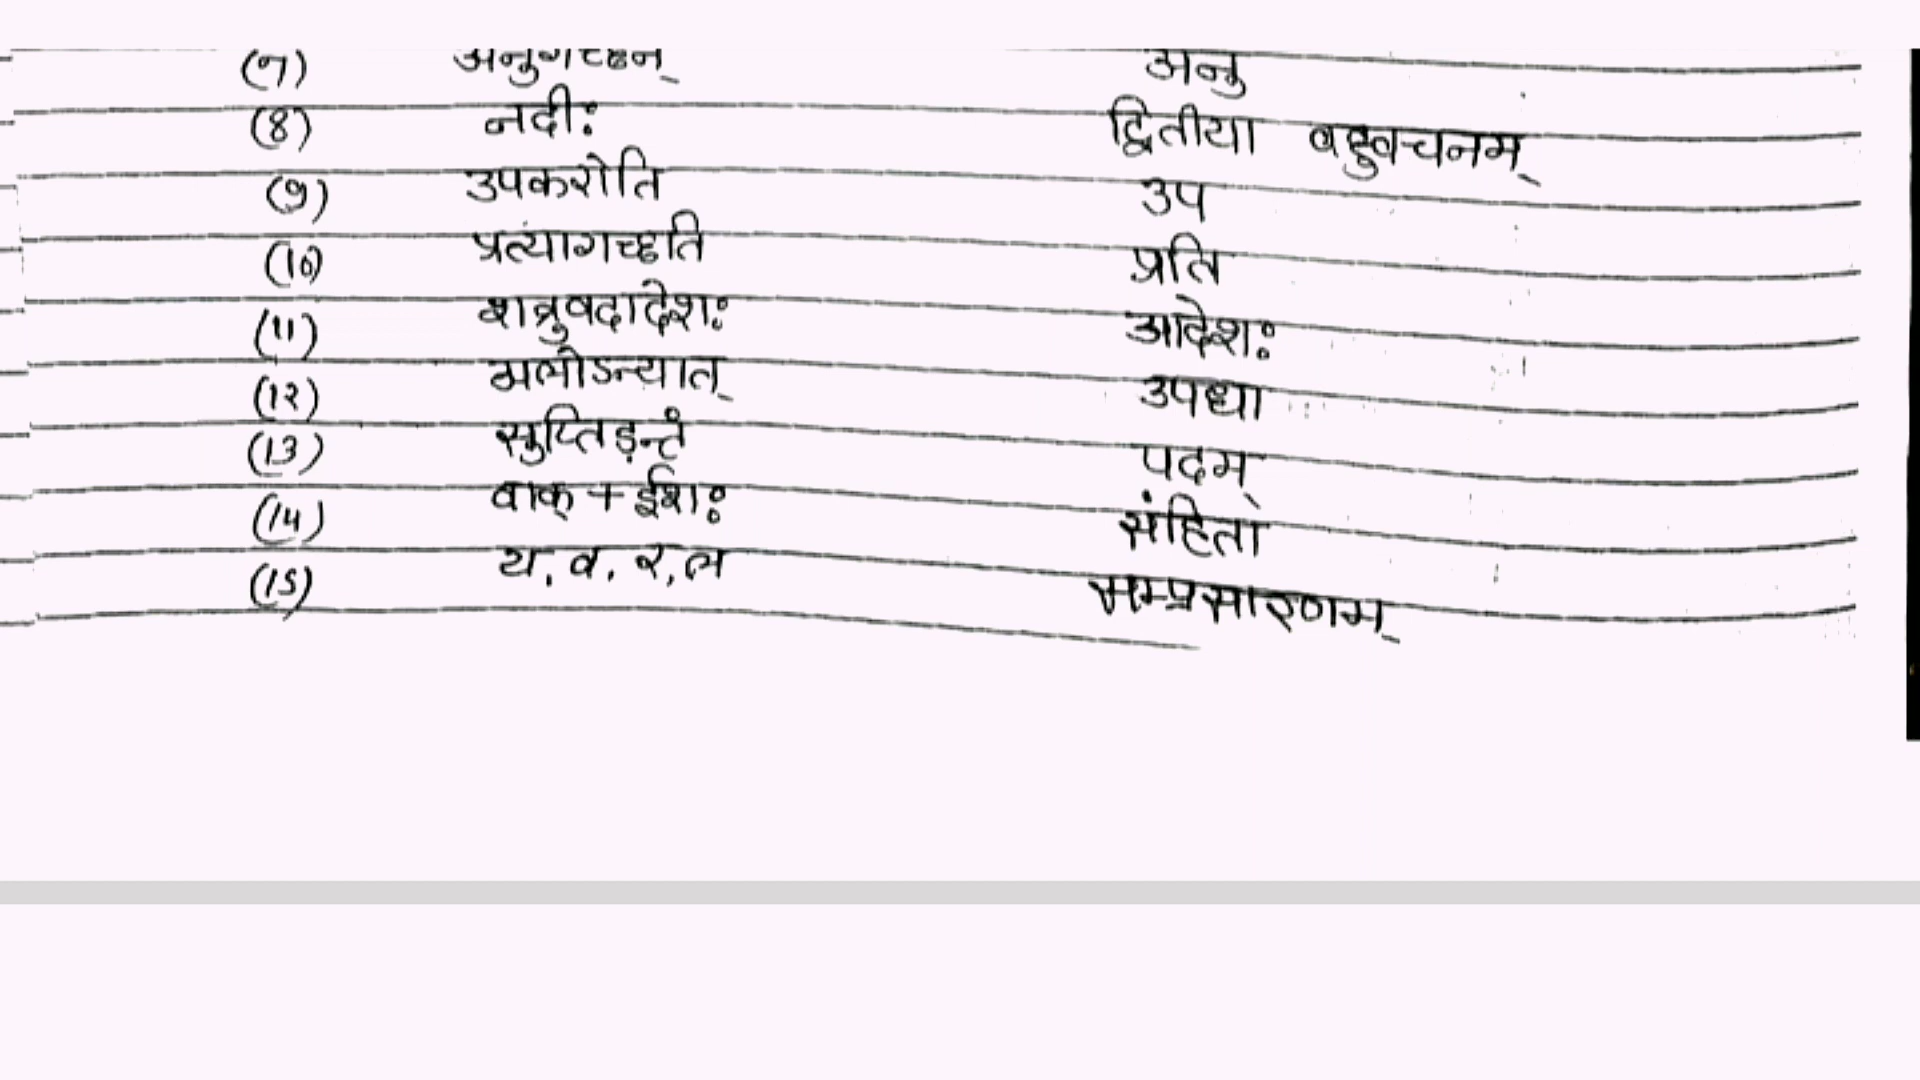 (7) अनुगच्छन् अनु
(8) नदीः द्वितीया बहुवचनम्
(9) उपकरोति उप
(10) प्रत्यागच्छति प्रति
(11) शत्रुवदादेशः आदेशः
(12) अलोऽन्त्यात् उपधा
(13) सुप्तिङन्तं पदम्
(14) वाक् + ईशः संहिता
(15) य, व, र, ल सम्प्रसारणम्